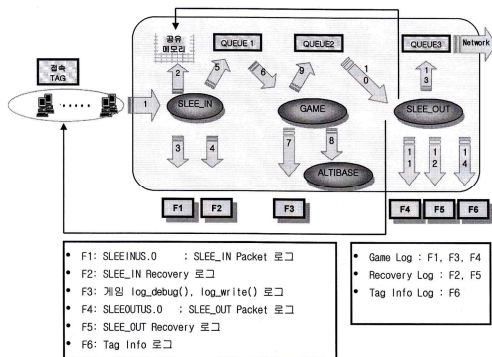 공유
메모리
QUEUE 1
QUEUE2
QUEUE3
Network
접속
TAG
1
2
5
6
9
1
0
1
3
SLEE_IN
GAME
SLEE_OUT
3
4
7
8
1
1
1
2
1
4
ALTIBASE
F1
F2
F3
F4
F5
F6
• F1: SLEEINUS.0 ; SLEE_IN Packet 로그
• F2: SLEE_IN Recovery 로그
• F3: 게임 log_debug(), log_write() 로그
• F4: SLEEOUTUS.0 ; SLEE_OUT Packet 로그
• F5: SLEE_OUT Recovery 로그
• F6: Tag Info 로그
• Game Log : F1, F3, F4
• Recovery Log : F2, F5
• Tag Info Log : F6